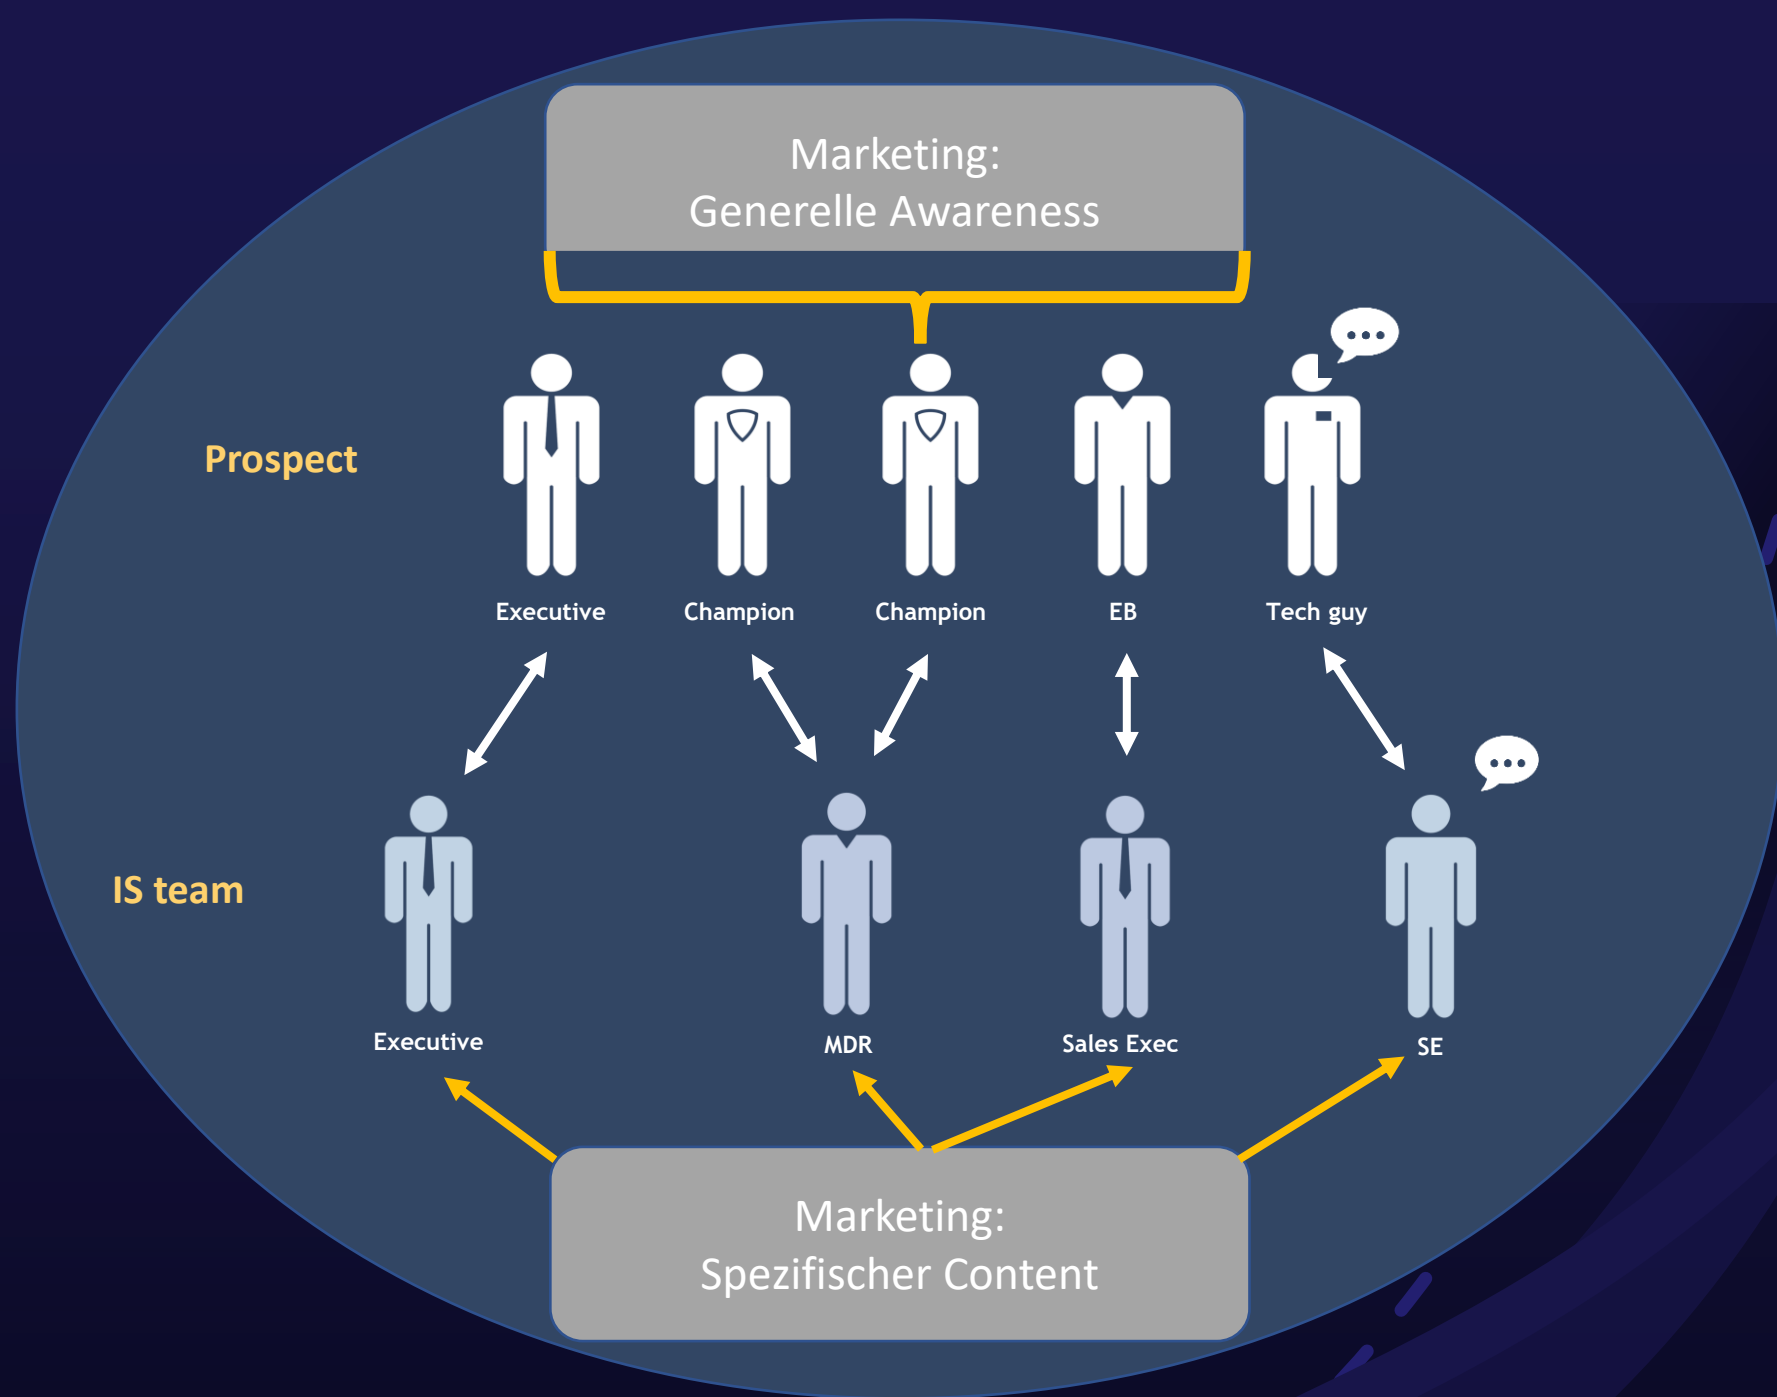 Marketing:
Generelle Awareness
Prospect
Executive
Champion
Champion
EB
Tech guy
IS team
Executive
MDR
Sales Exec
SE
Marketing:
Spezifischer Content